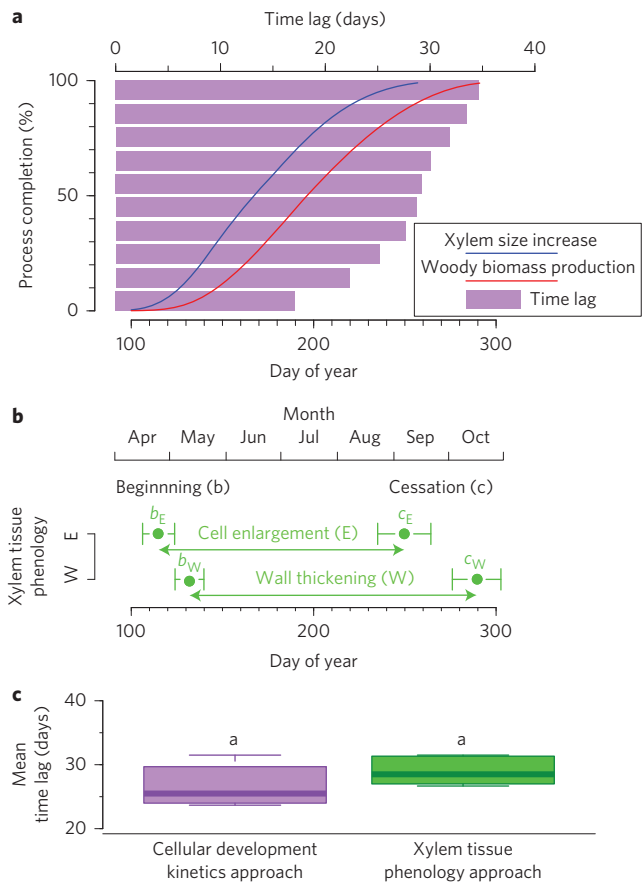 a
Time lag (days)
0 10 20 30 40
Process completion (%)
100
50
0
Xylem size increase
Woody biomass production
Time lag
100 200 300
Day of year
b
Month
Apr May Jun Jul Aug Sep Oct
Xylem tissue
phenology
E
W
Beginnning (b) Cessation (c)
bE cE
Cell enlargement (E)
bW cW
Wall thickening (W)
100 200 300
Day of year
c
Mean
time lag (days)
40
30
20
a a
Cellular development
kinetics approach
Xylem tissue
phenology approach